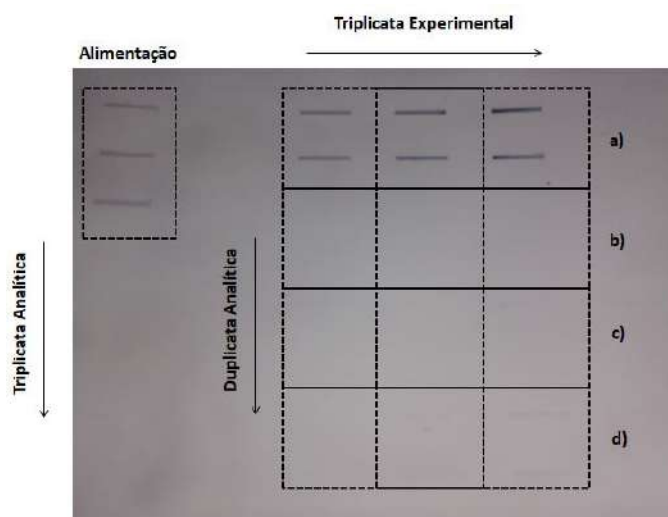 Triplicata Experimental
Alimentação
a)
b)
c)
d)
Triplicata Analítica
Duplicata Analítica